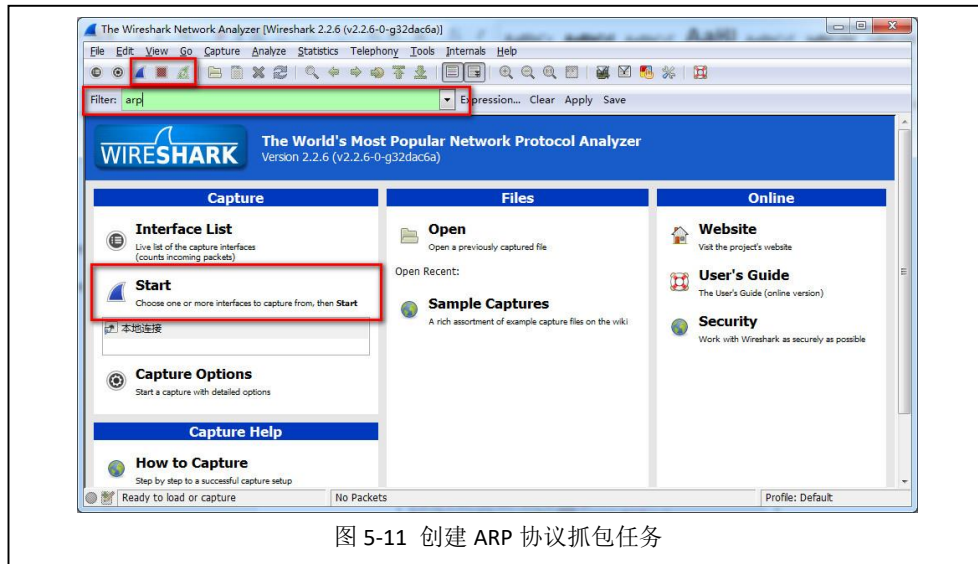 The Wireshark Network Analyzer [Wireshark 2.2.6 (v2.2.6-0-g32dac6a)]
File Edit View Go Capture Analyze Statistics Telephony Tools Internals Help
Filter: arp Expression... Clear Apply Save
WIRESHARK
The World's Most Popular Network Protocol Analyzer
Version 2.2.6 (v2.2.6-0-g32dac6a)
Capture
Interface List
Live list of the capture interfaces
(counts incoming packets)
Start
Choose one or more interfaces to capture from, then Start
本地连接
Capture Options
Start a capture with detailed options
Capture Help
How to Capture
Step by step to a successful capture setup
Files
Open
Open a previously captured file
Open Recent:
Sample Captures
A rich assortment of example capture files on the wiki
Online
Website
Visit the project's website
User's Guide
The User's Guide (online version)
Security
Work with Wireshark as securely as possible
Ready to load or capture
No Packets
Profile: Default
图 5-11 创建 ARP 协议抓包任务